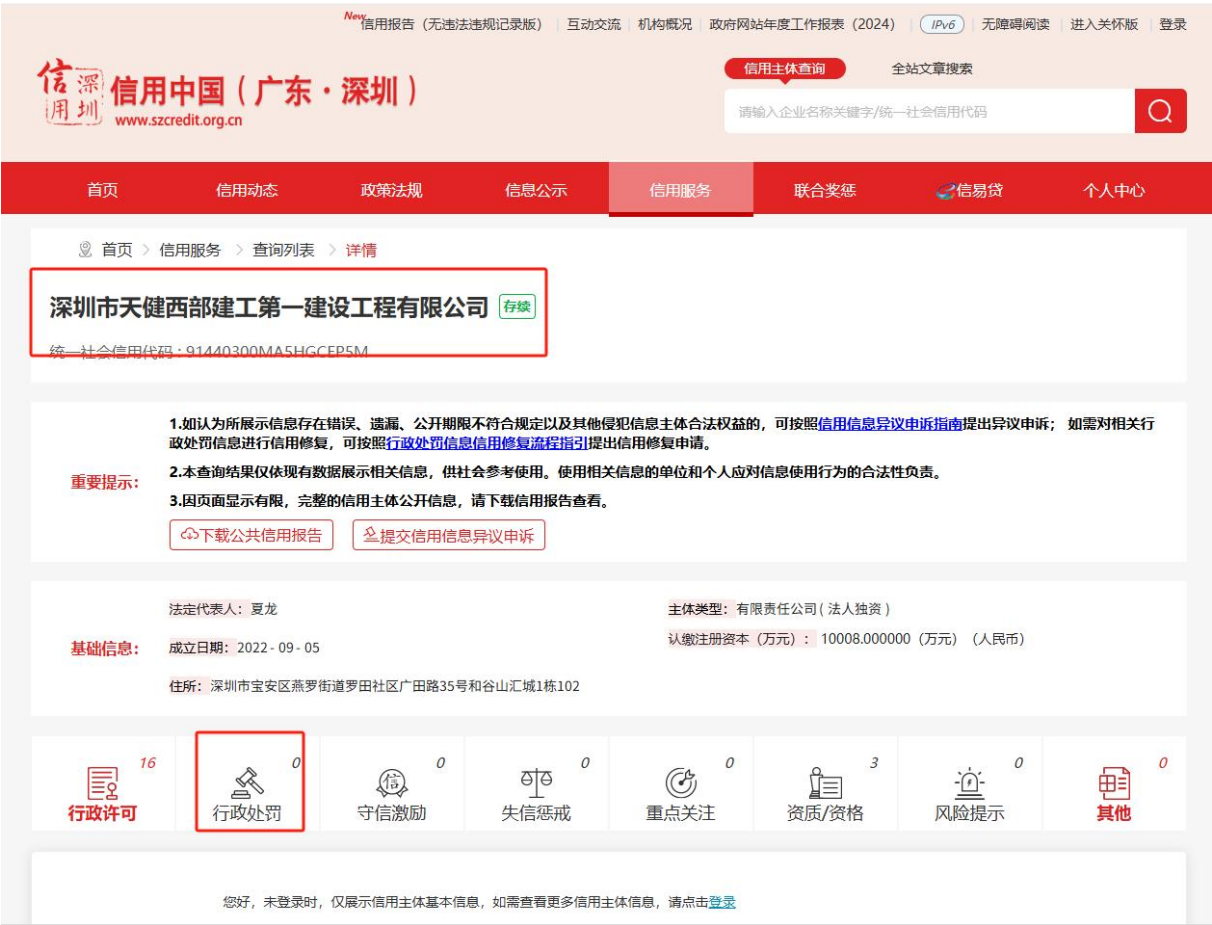 New信用报告（无违法违规记录版） 互动交流 机构概况 政府网站年度工作报表（2024） IPv6 无障碍阅读 进入关怀版 登录
信用深圳
信用中国（广东·深圳）
www.szcredit.org.cn
信用主体查询 全站文章搜索
请输入企业名称关键字/统一社会信用代码
首页 信用动态 政策法规 信息公示 信用服务 联合奖惩 信易贷 个人中心
首页 > 信用服务 > 查询列表 > 详情
深圳市天健西部建工第一建设工程有限公司 存续
统一社会信用代码 : 91440300MA5HGCEP5M
重要提示：
1.如认为所展示信息存在错误、遗漏、公开期限不符合规定以及其他侵犯信息主体合法权益的，可按照信用信息异议申诉指南提出异议申诉； 如需对相关行
政处罚信息进行信用修复，可按照行政处罚信息信用修复流程指引提出信用修复申请。
2.本查询结果仅依现有数据展示相关信息，供社会参考使用。使用相关信息的单位和个人应对信息使用行为的合法性负责。
3.因页面显示有限，完整的信用主体公开信息，请下载信用报告查看。
下载公共信用报告 提交信用信息异议申诉
基础信息：
法定代表人： 夏龙 主体类型： 有限责任公司（法人独资）
成立日期： 2022-09-05 认缴注册资本（万元）： 10008.000000（万元）（人民币）
住所： 深圳市宝安区燕罗街道罗田社区广田路35号和谷山汇城1栋102
16 0 0 0 0 3 0 0
行政许可 行政处罚 守信激励 失信惩戒 重点关注 资质/资格 风险提示 其他
您好，未登录时，仅展示信用主体基本信息，如需查看更多信用主体信息，请点击登录